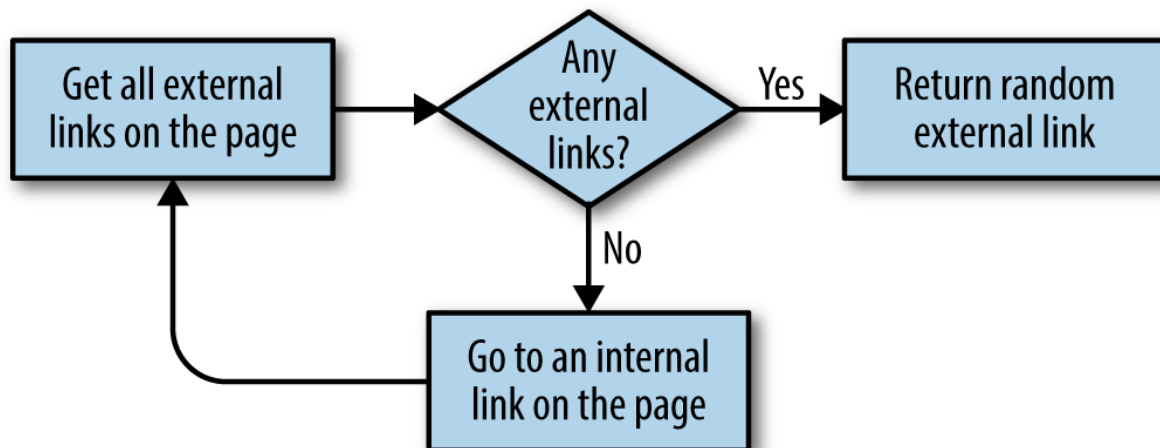 Get all external
links on the page
Any
external
links?
Yes
Return random
external link
No
Go to an internal
link on the page